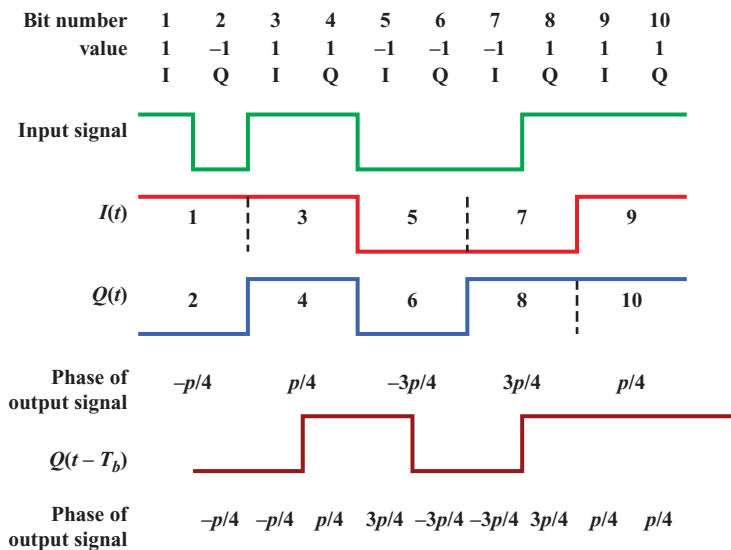 Bit number 1 2 3 4 5 6 7 8 9 10
value 1 –1 1 1 –1 –1 –1 1 1 1
I Q I Q I Q I Q I Q
Input signal
I(t) 1 3 5 7 9
Q(t) 2 4 6 8 10
Phase of
output signal –p/4 p/4 –3p/4 3p/4 p/4
Q(t – Tb)
Phase of
output signal –p/4 –p/4 p/4 3p/4 –3p/4 –3p/4 3p/4 p/4 p/4